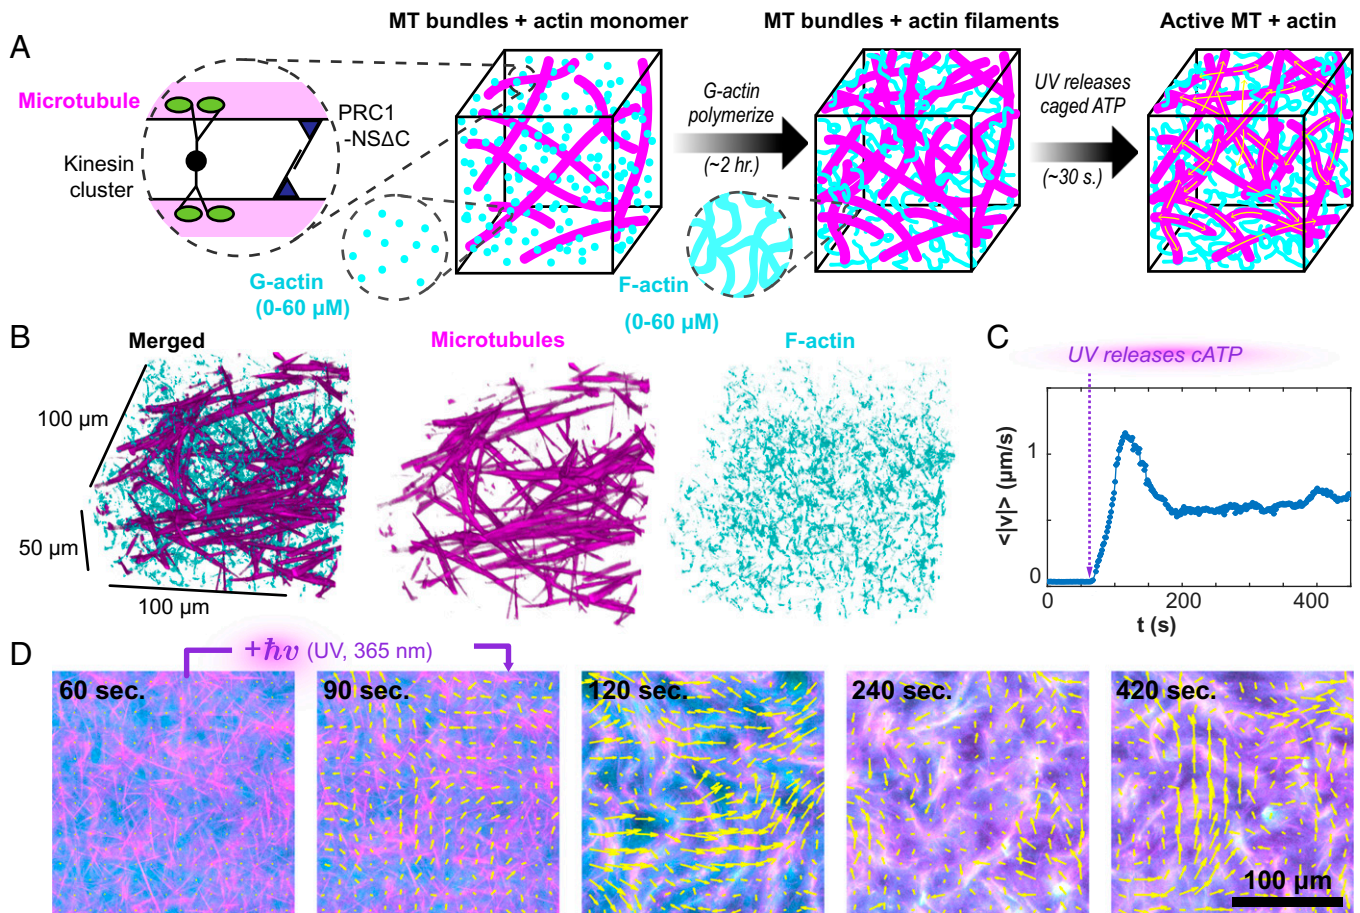 A
MT bundles + actin monomer
MT bundles + actin filaments
Active MT + actin
Microtubule
Kinesin
cluster
PRC1
-NSΔC
G-actin
polymerize
(~2 hr.)
UV releases
caged ATP
(~30 s.)
G-actin
(0-60 µM)
F-actin
(0-60 µM)
B
Merged
Microtubules
F-actin
100 µm
50 µm
100 µm
C
UV releases cATP
<|v|> (µm/s)
1
0
0
200
400
t (s)
D
+ℏν (UV, 365 nm)
60 sec.
90 sec.
120 sec.
240 sec.
420 sec.
100 µm